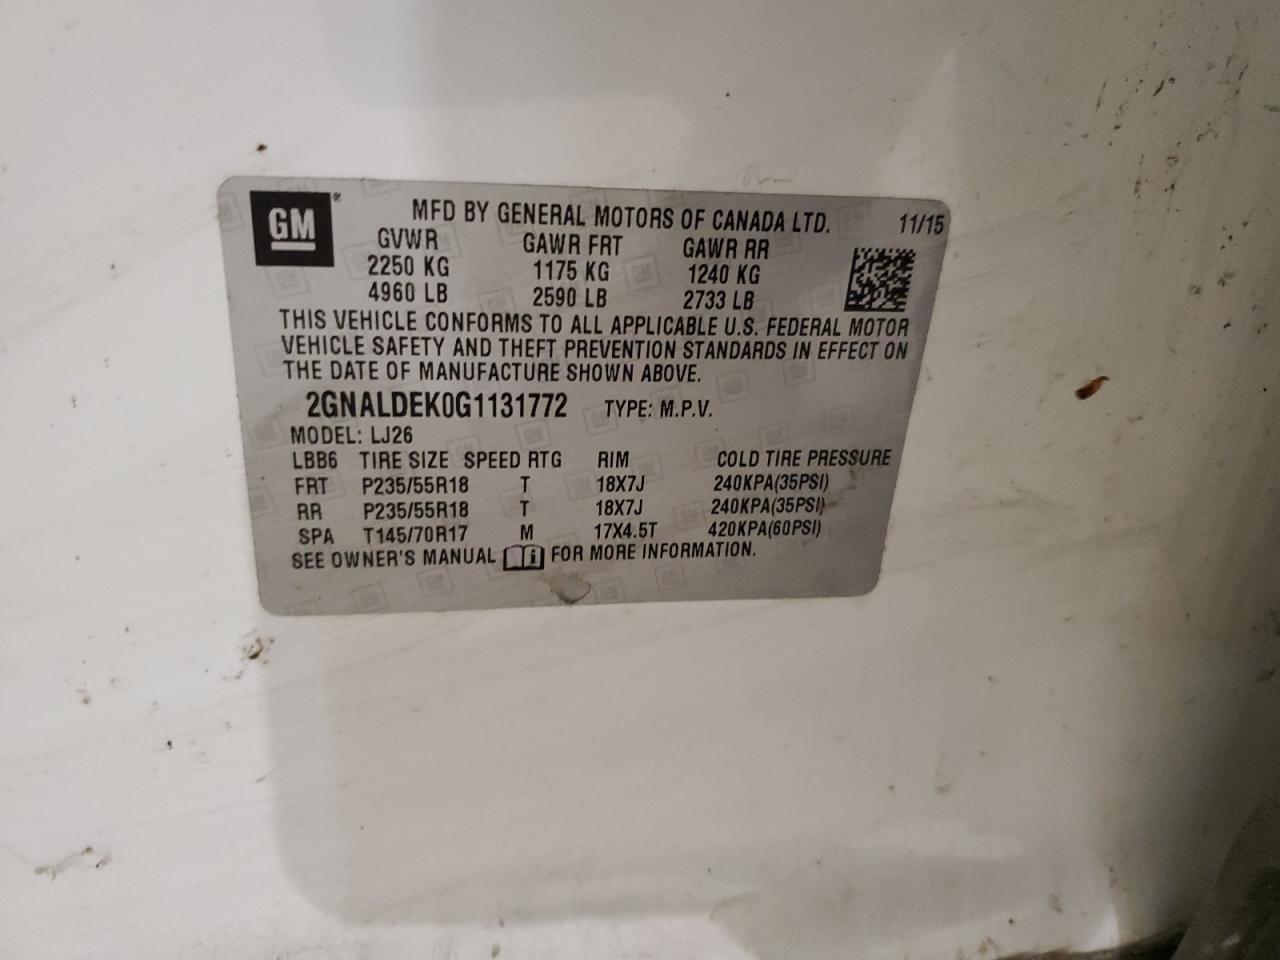 GM ® MFD BY GENERAL MOTORS OF CANADA LTD. 11/15
GVWR GAWR FRT GAWR RR
2250 KG 1175 KG 1240 KG
4960 LB 2590 LB 2733 LB
THIS VEHICLE CONFORMS TO ALL APPLICABLE U.S. FEDERAL MOTOR
VEHICLE SAFETY AND THEFT PREVENTION STANDARDS IN EFFECT ON
THE DATE OF MANUFACTURE SHOWN ABOVE.
2GNALDEK0G1131772 TYPE: M.P.V.
MODEL: LJ26
LBB6 TIRE SIZE SPEED RTG RIM COLD TIRE PRESSURE
FRT P235/55R18 T 18X7J 240KPA(35PSI)
RR P235/55R18 T 18X7J 240KPA(35PSI)
SPA T145/70R17 M 17X4.5T 420KPA(60PSI)
SEE OWNER'S MANUAL i FOR MORE INFORMATION.